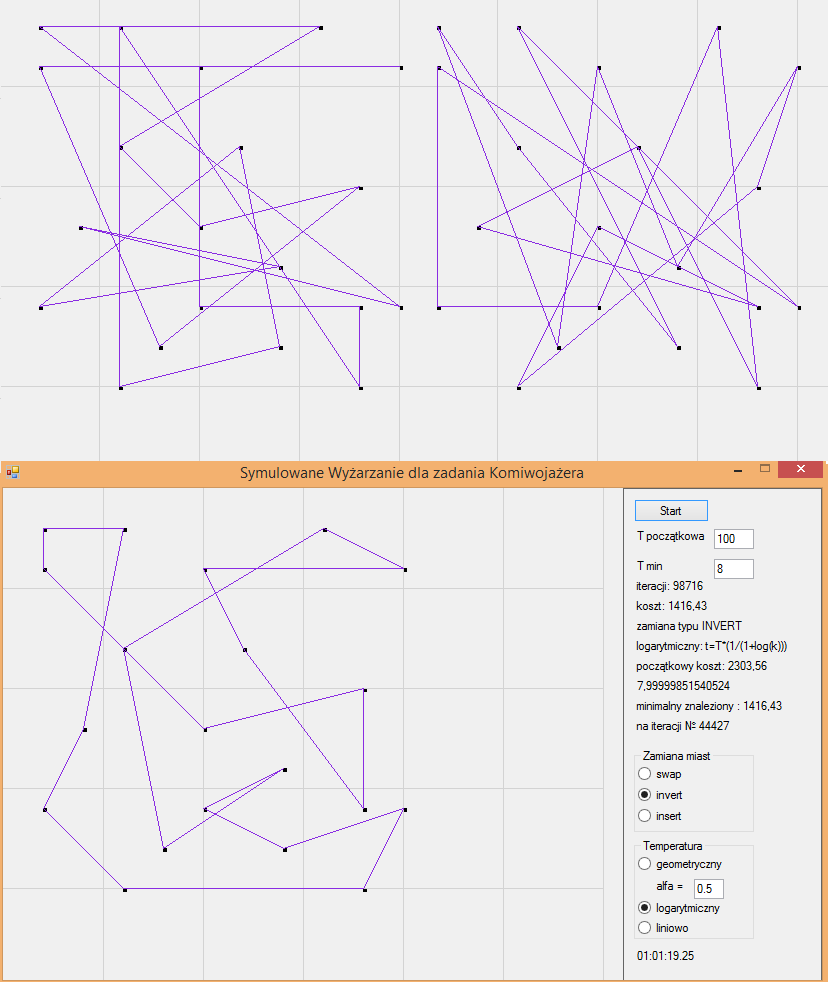 Symulowane Wyżarzanie dla zadania Komiwojażera
Start
T początkowa 100
T min 8
iteracji: 98716
koszt: 1416,43
zamiana typu INVERT
logarytmiczny: t=T*(1/(1+log(k)))
początkowy koszt: 2303,56
7,99999851540524
minimalny znaleziony : 1416,43
na iteracji № 44427
Zamiana miast
swap
invert
insert
Temperatura
geometryczny
alfa = 0.5
logarytmiczny
liniowo
01:01:19.25